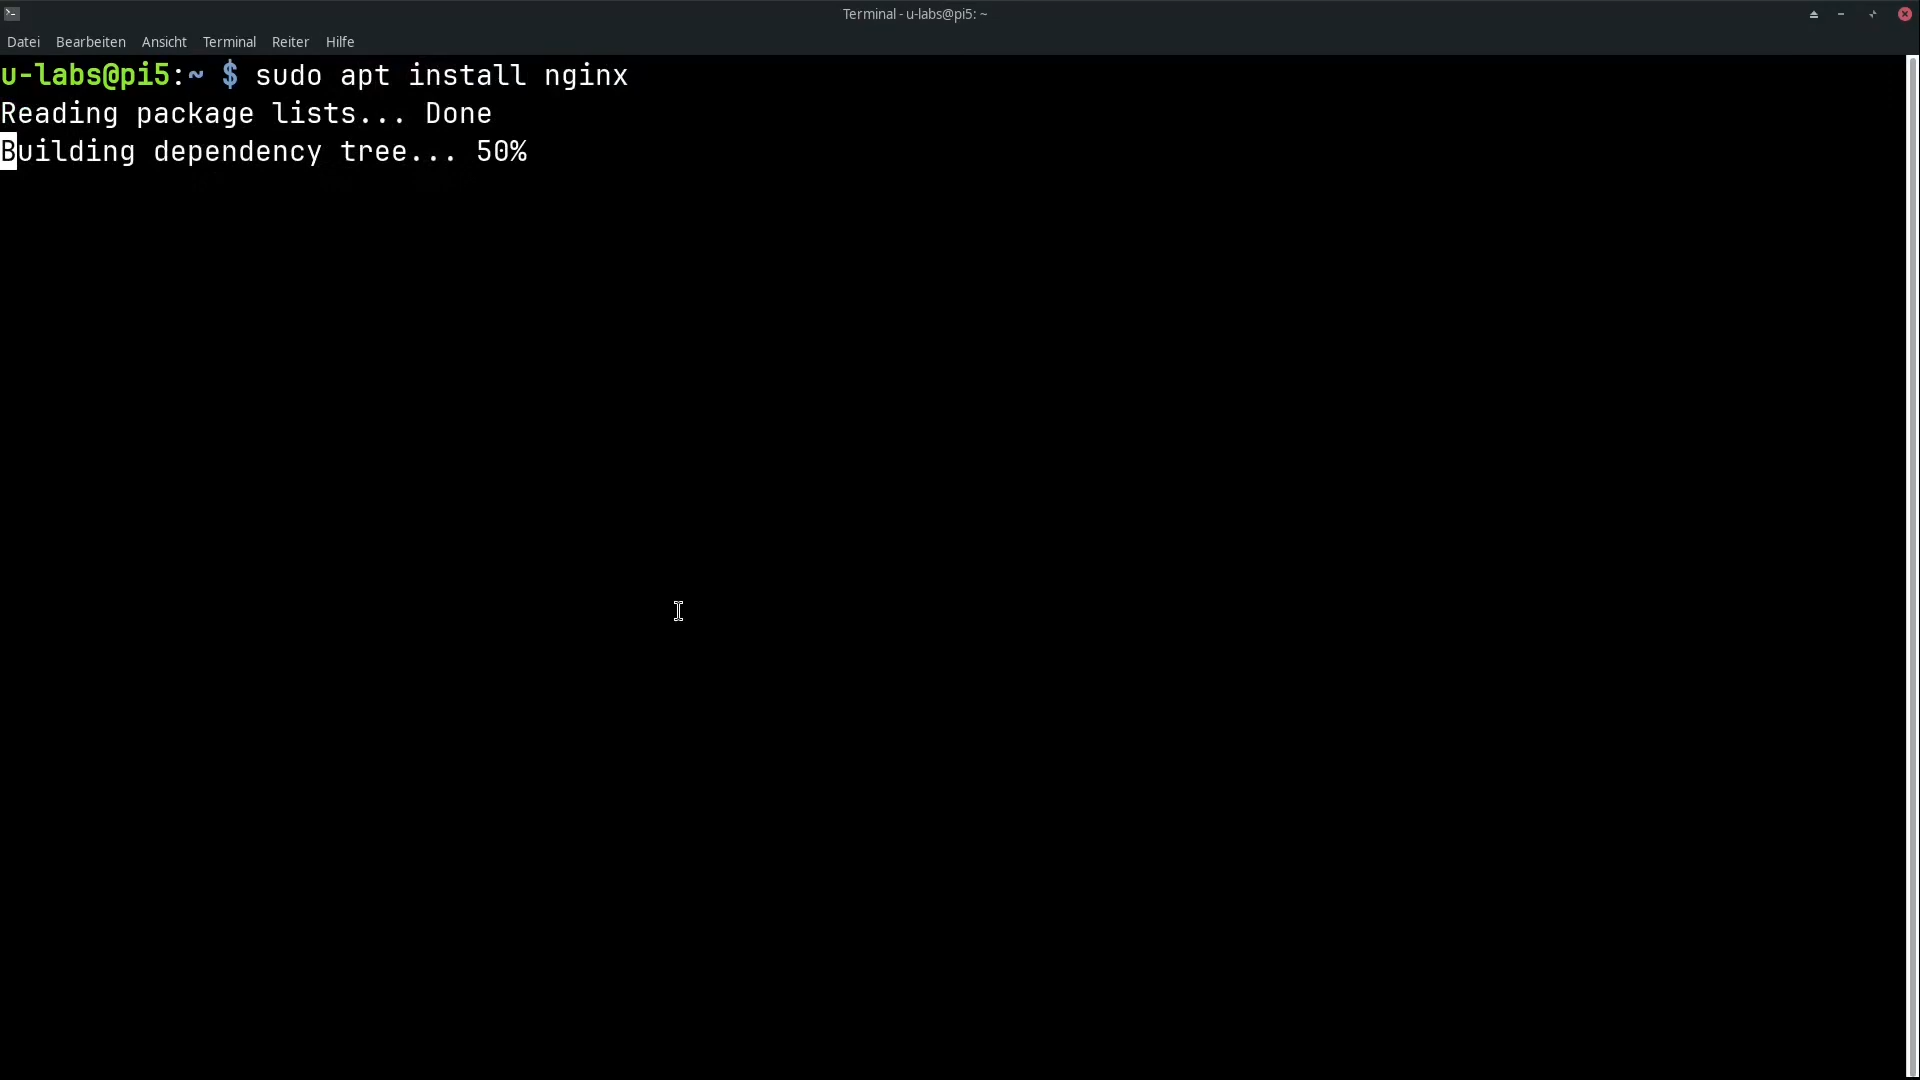 Terminal - u-labs@pi5: ~
Datei Bearbeiten Ansicht Terminal Reiter Hilfe
u-labs@pi5:~ $ sudo apt install nginx
Reading package lists... Done
Building dependency tree... 50%